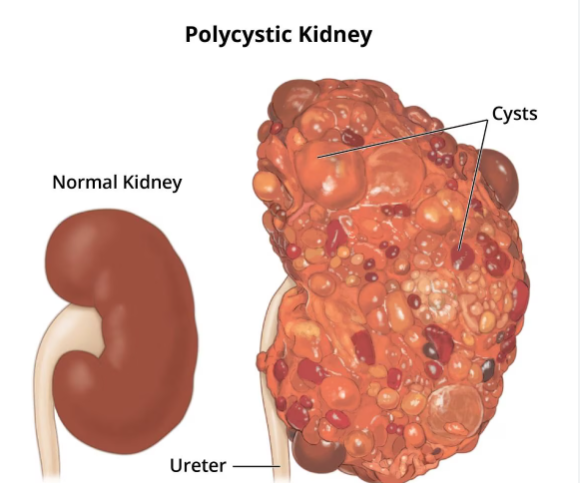 Polycystic Kidney
Cysts
Normal Kidney
Ureter